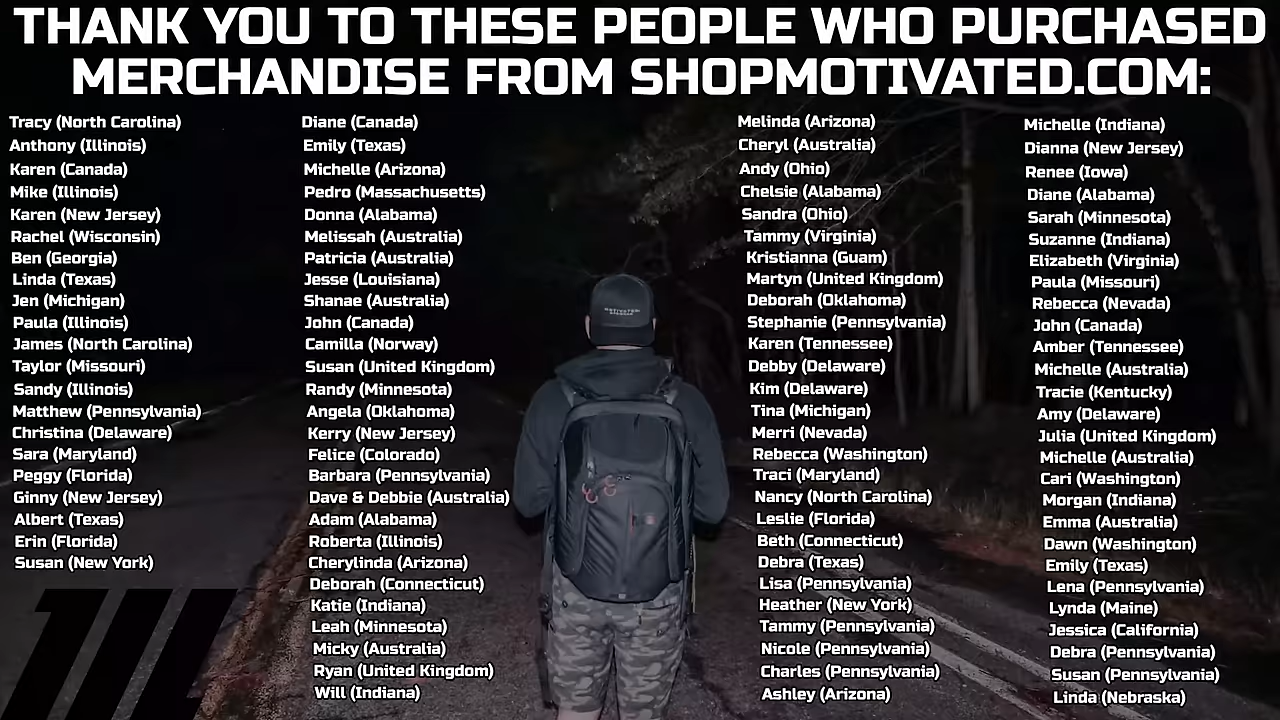 THANK YOU TO THESE PEOPLE WHO PURCHASED
MERCHANDISE FROM SHOPMOTIVATED.COM:
Tracy (North Carolina)
Anthony (Illinois)
Karen (Canada)
Mike (Illinois)
Karen (New Jersey)
Rachel (Wisconsin)
Ben (Georgia)
Linda (Texas)
Jen (Michigan)
Paula (Illinois)
James (North Carolina)
Taylor (Missouri)
Sandy (Illinois)
Matthew (Pennsylvania)
Christina (Delaware)
Sara (Maryland)
Peggy (Florida)
Ginny (New Jersey)
Albert (Texas)
Erin (Florida)
Susan (New York)
Diane (Canada)
Emily (Texas)
Michelle (Arizona)
Pedro (Massachusetts)
Donna (Alabama)
Melissah (Australia)
Patricia (Australia)
Jesse (Louisiana)
Shanae (Australia)
John (Canada)
Camilla (Norway)
Susan (United Kingdom)
Randy (Minnesota)
Angela (Oklahoma)
Kerry (New Jersey)
Felice (Colorado)
Barbara (Pennsylvania)
Dave & Debbie (Australia)
Adam (Alabama)
Roberta (Illinois)
Cherylinda (Arizona)
Deborah (Connecticut)
Katie (Indiana)
Leah (Minnesota)
Micky (Australia)
Ryan (United Kingdom)
Will (Indiana)
Melinda (Arizona)
Cheryl (Australia)
Andy (Ohio)
Chelsie (Alabama)
Sandra (Ohio)
Tammy (Virginia)
Kristianna (Guam)
Martyn (United Kingdom)
Deborah (Oklahoma)
Stephanie (Pennsylvania)
Karen (Tennessee)
Debby (Delaware)
Kim (Delaware)
Tina (Michigan)
Merri (Nevada)
Rebecca (Washington)
Traci (Maryland)
Nancy (North Carolina)
Leslie (Florida)
Beth (Connecticut)
Debra (Texas)
Lisa (Pennsylvania)
Heather (New York)
Tammy (Pennsylvania)
Nicole (Pennsylvania)
Charles (Pennsylvania)
Ashley (Arizona)
Michelle (Indiana)
Dianna (New Jersey)
Renee (Iowa)
Diane (Alabama)
Sarah (Minnesota)
Suzanne (Indiana)
Elizabeth (Virginia)
Paula (Missouri)
Rebecca (Nevada)
John (Canada)
Amber (Tennessee)
Michelle (Australia)
Tracie (Kentucky)
Amy (Delaware)
Julia (United Kingdom)
Michelle (Australia)
Cari (Washington)
Morgan (Indiana)
Emma (Australia)
Dawn (Washington)
Emily (Texas)
Lena (Pennsylvania)
Lynda (Maine)
Jessica (California)
Debra (Pennsylvania)
Susan (Pennsylvania)
Linda (Nebraska)